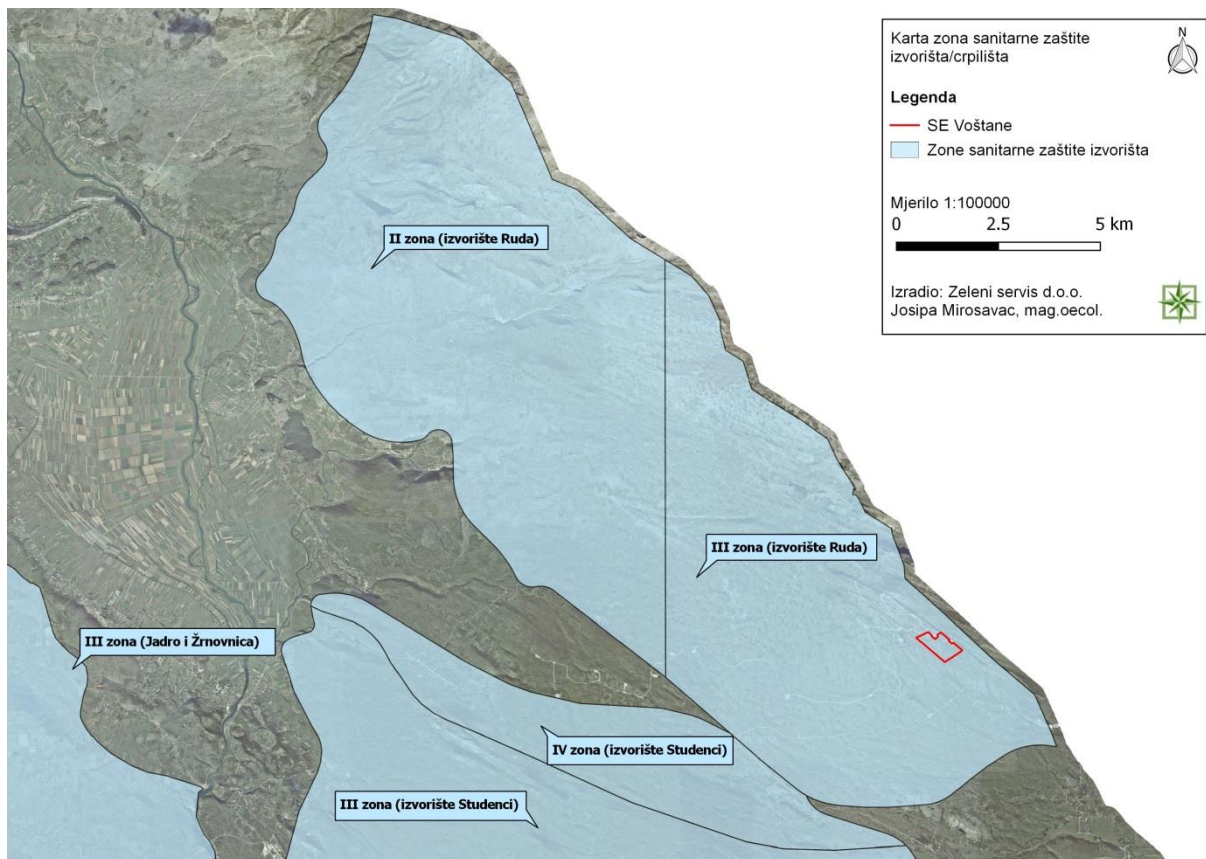 GEOPORTAL
Karta zona sanitarne zaštite
izvorišta/crpilišta
N
Legenda
SE Voštane
Zone sanitarne zaštite izvorišta
Mjerilo 1:100000
0 2.5 5 km
Izradio: Zeleni servis d.o.o.
Josipa Mirosavac, mag.oecol.
II zona (izvorište Ruda)
III zona (izvorište Ruda)
III zona (Jadro i Žrnovnica)
IV zona (izvorište Studenci)
III zona (izvorište Studenci)